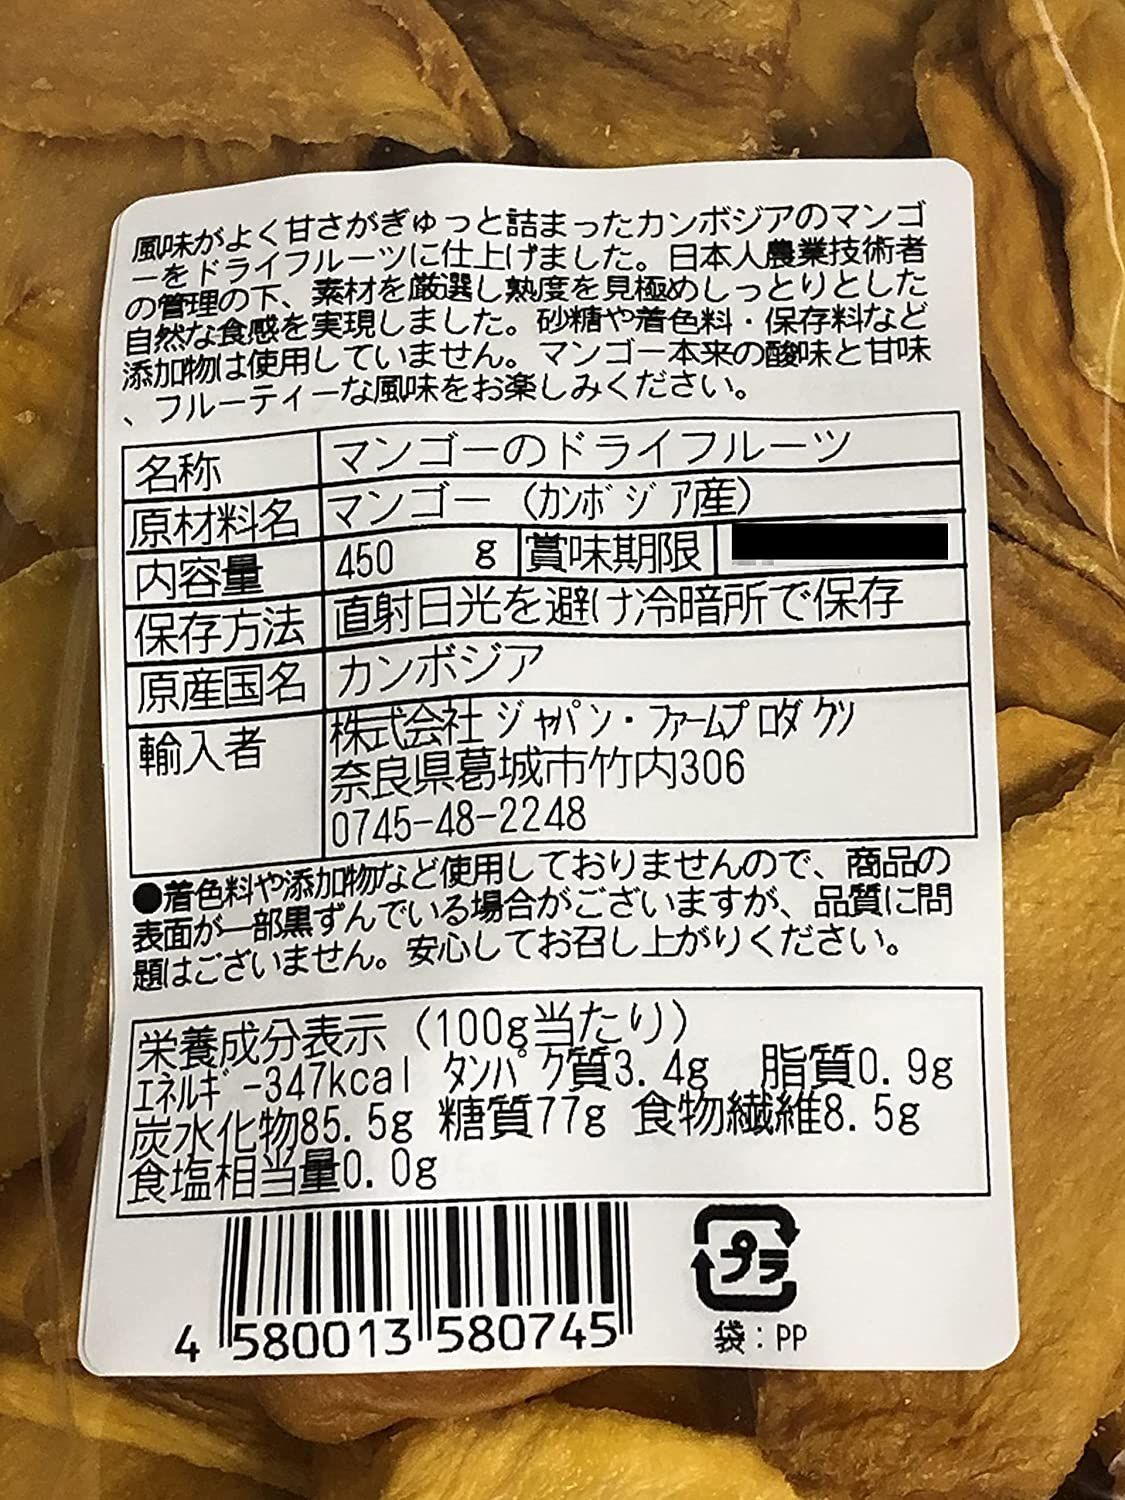 風味がよく甘さがぎゅっと詰まったカンボジアのマンゴ
ーをドライフルーツに仕上げました。日本人農業技術者
の管理の下、素材を厳選し熟度を見極めしっとりとした
自然な食感を実現しました。砂糖や着色料・保存料など
添加物は使用していません。マンゴー本来の酸味と甘味
、フルーティーな風味をお楽しみください。
名称 マンゴーのドライフルーツ
原材料名 マンゴー（ｶﾝﾎﾞｼﾞｱ産）
内容量 450 g 賞味期限
保存方法 直射日光を避け冷暗所で保存
原産国名 カンボジア
輸入者 株式会社 ｼﾞｬﾊﾟﾝ・ﾌｧｰﾑﾌﾟﾛﾀﾞｸﾂ
奈良県葛城市竹内306
0745-48-2248
●着色料や添加物など使用しておりませんので、商品の
表面が一部黒ずんでいる場合がございますが、品質に問
題はございません。安心してお召し上がりください。
栄養成分表示（100g当たり）
ｴﾈﾙｷﾞｰ347kcal ﾀﾝﾊﾟｸ質3.4g 脂質0.9g
炭水化物85.5g 糖質77g 食物繊維8.5g
食塩相当量0.0g
4 580013 580745
プラ
袋：PP